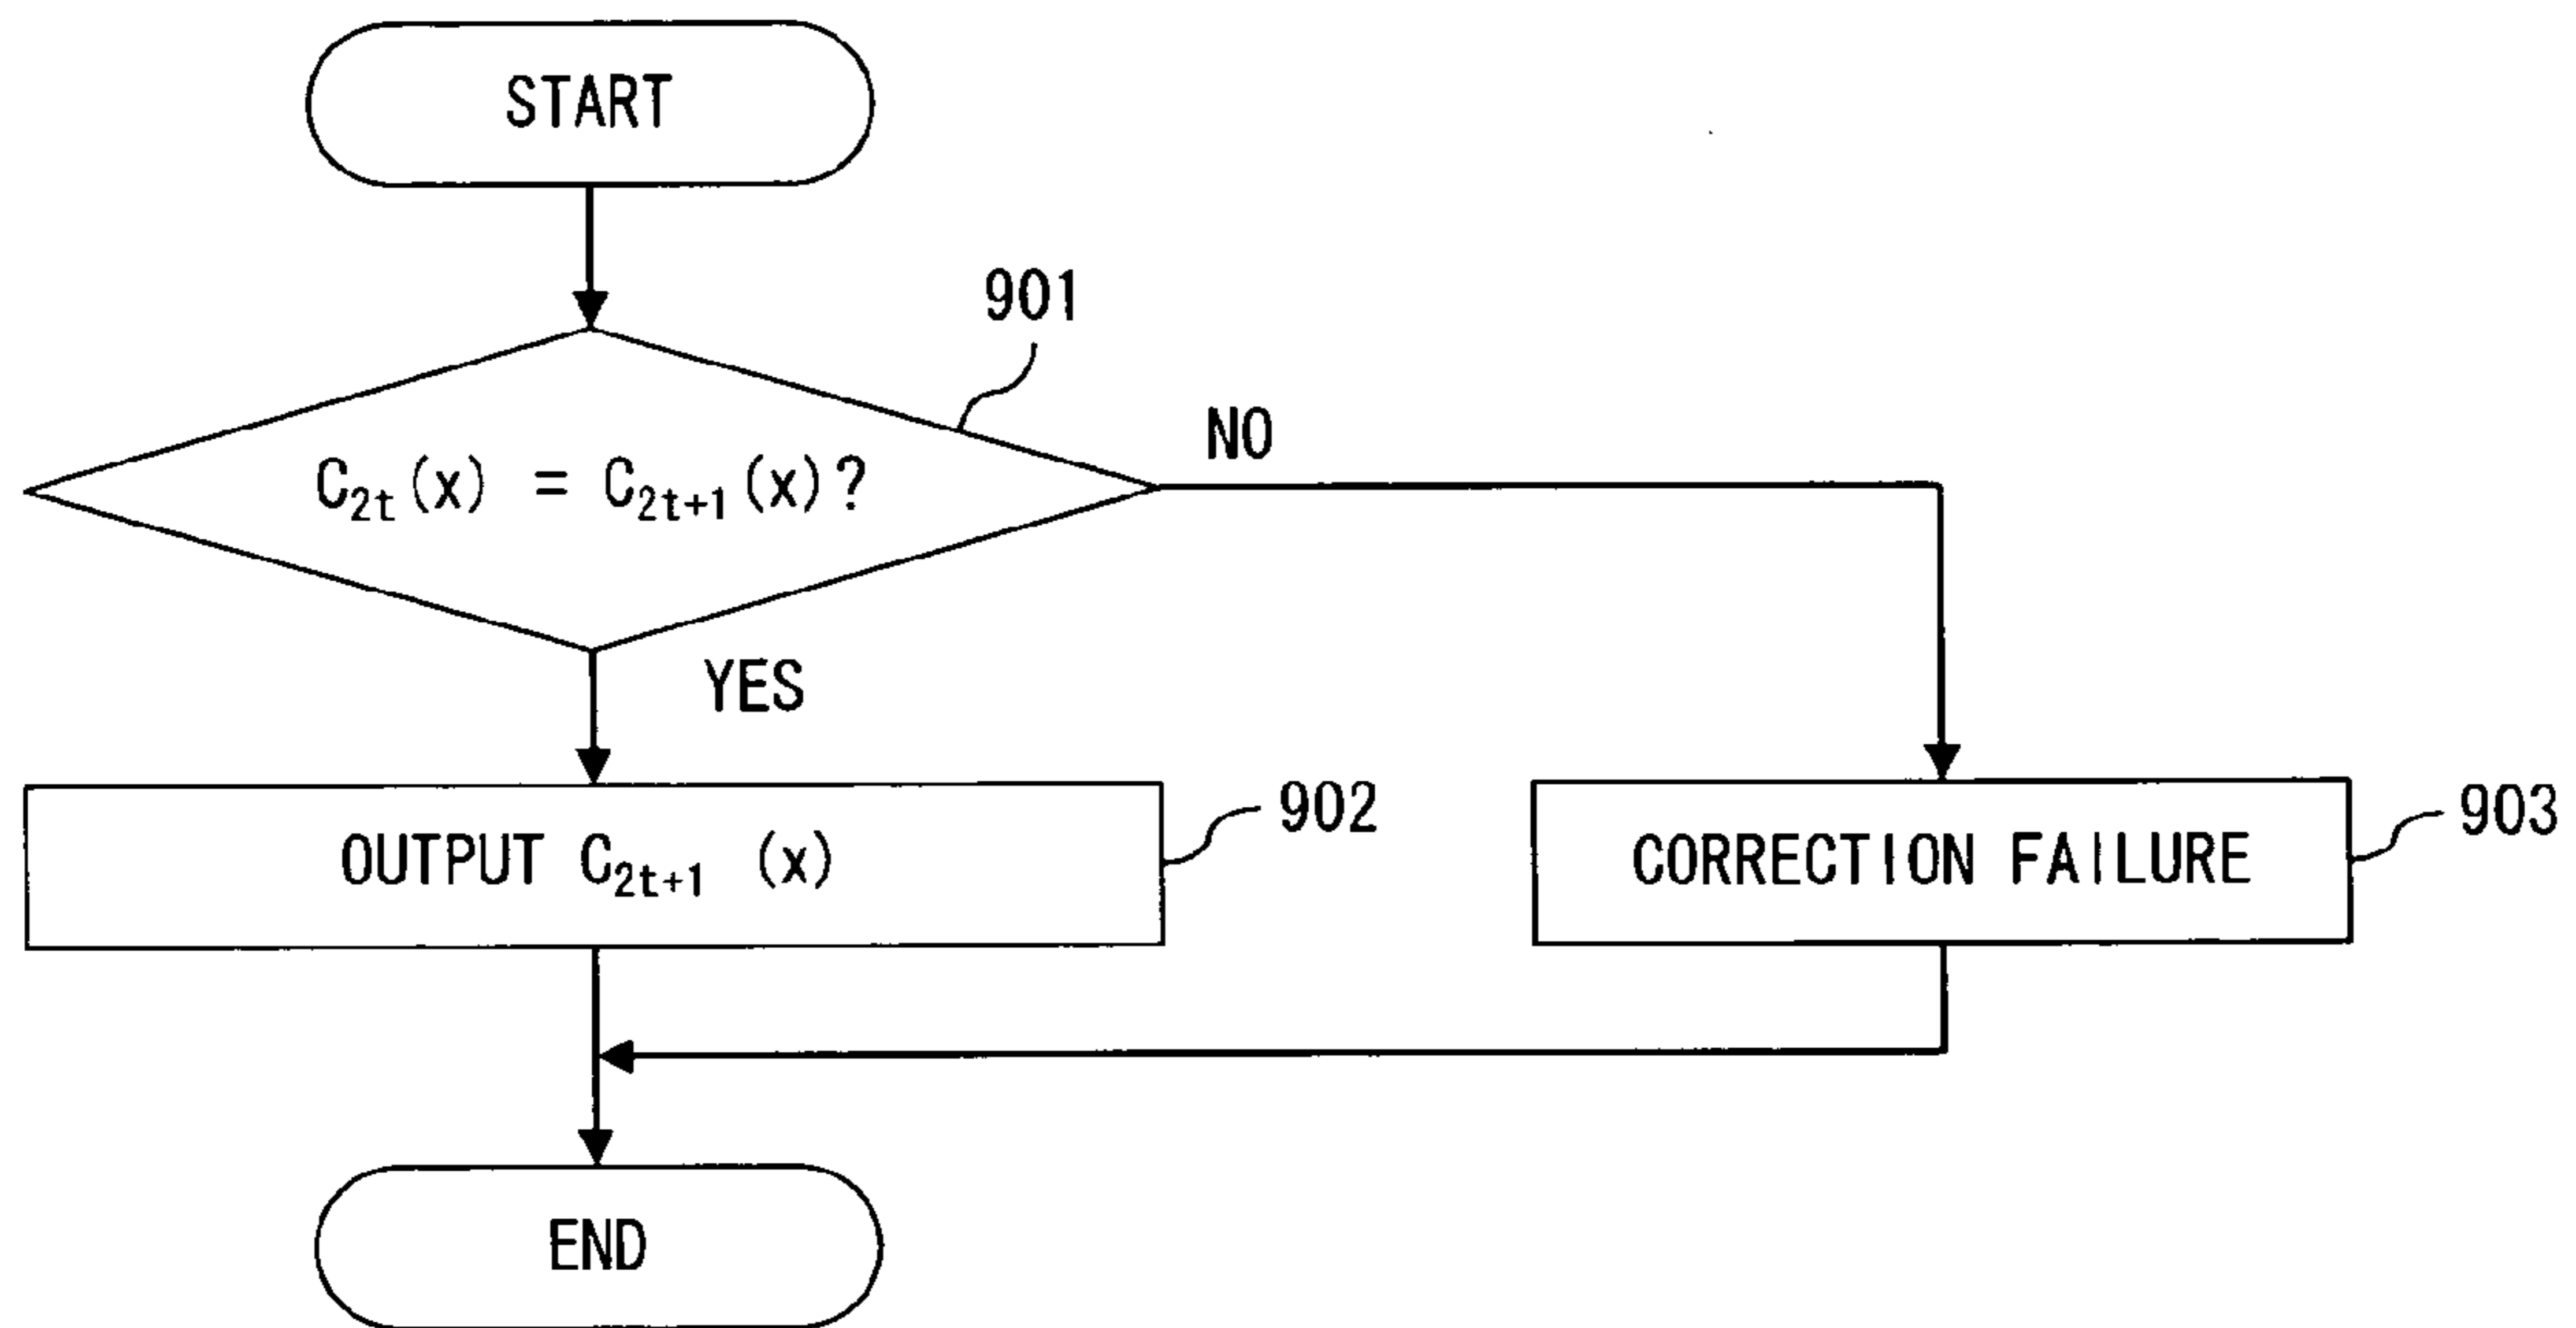 START
901
NO
C₂ₜ(x) = C₂ₜ₊₁(x)?
YES
OUTPUT C₂ₜ₊₁ (x)
902
CORRECTION FAILURE
903
END